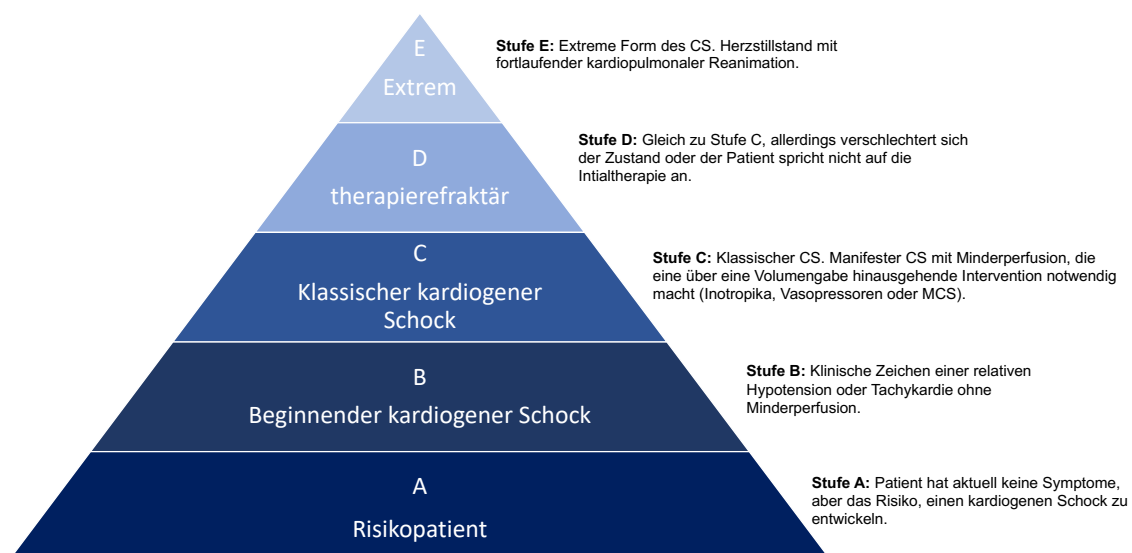 E
Extrem
Stufe E: Extreme Form des CS. Herzstillstand mit
fortlaufender kardiopulmonaler Reanimation.
D
therapierefraktär
Stufe D: Gleich zu Stufe C, allerdings verschlechtert sich
der Zustand oder der Patient spricht nicht auf die
Intialtherapie an.
C
Klassischer kardiogener
Schock
Stufe C: Klassischer CS. Manifester CS mit Minderperfusion, die
eine über eine Volumengabe hinausgehende Intervention notwendig
macht (Inotropika, Vasopressoren oder MCS).
B
Beginnender kardiogener Schock
Stufe B: Klinische Zeichen einer relativen
Hypotension oder Tachykardie ohne
Minderperfusion.
A
Risikopatient
Stufe A: Patient hat aktuell keine Symptome,
aber das Risiko, einen kardiogenen Schock zu
entwickeln.